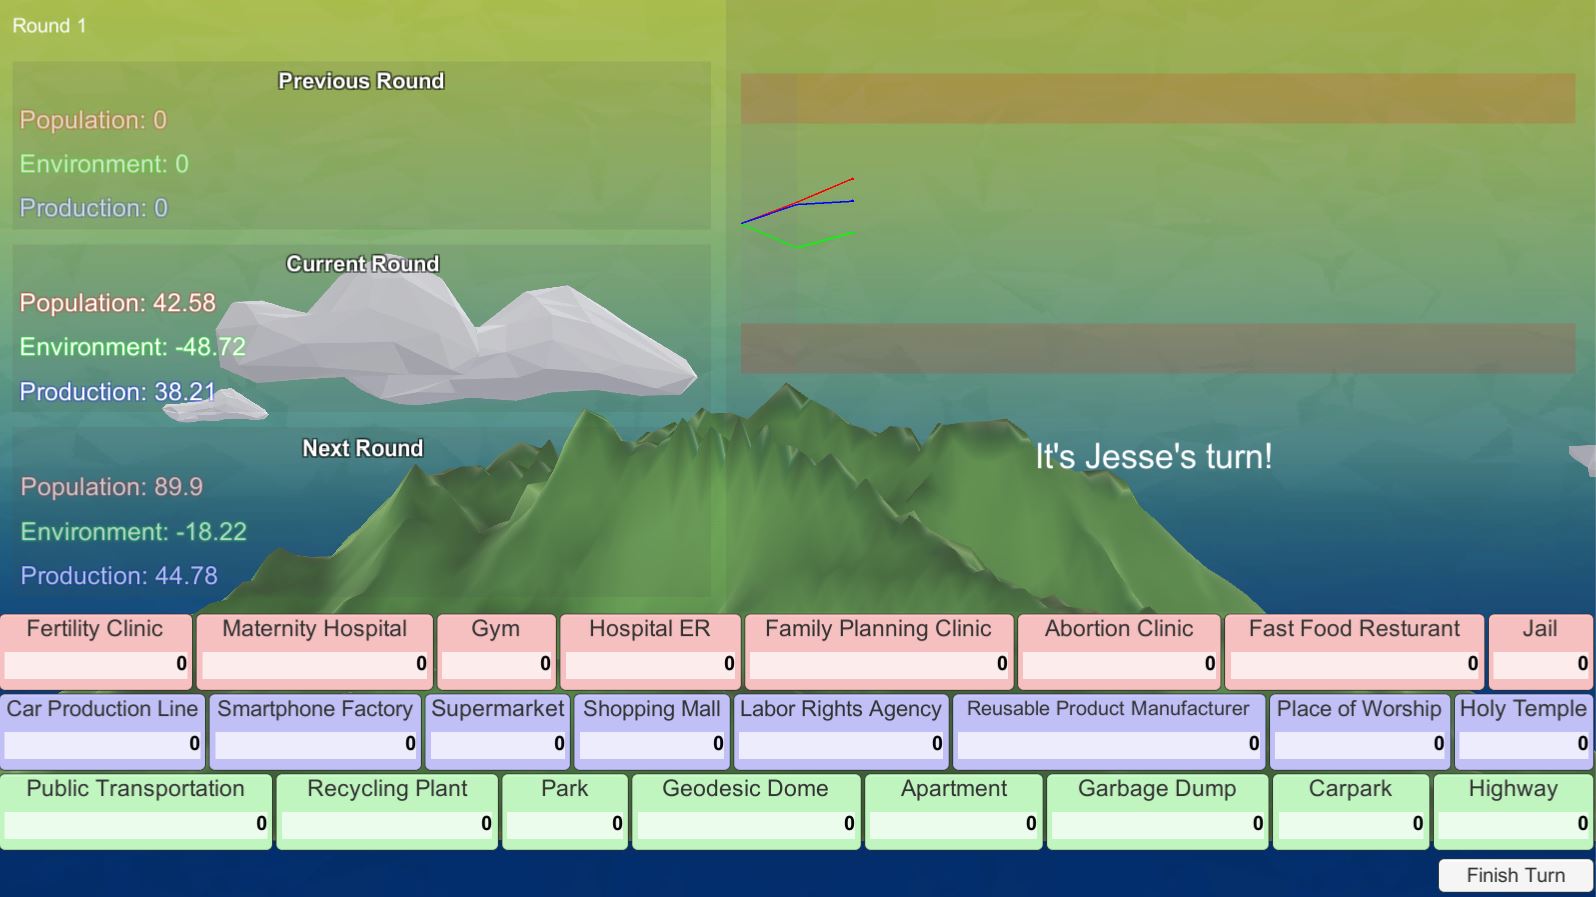 Round 1
Previous Round
Population: 0
Environment: 0
Production: 0
Current Round
Population: 42.58
Environment: -48.72
Production: 38.21
Next Round
Population: 89.9
Environment: -18.22
Production: 44.78
It's Jesse's turn!
Fertility Clinic
0
Maternity Hospital
0
Gym
0
Hospital ER
0
Family Planning Clinic
0
Abortion Clinic
0
Fast Food Resturant
0
Jail
0
Car Production Line
0
Smartphone Factory
0
Supermarket
0
Shopping Mall
0
Labor Rights Agency
0
Reusable Product Manufacturer
0
Place of Worship
0
Holy Temple
0
Public Transportation
0
Recycling Plant
0
Park
0
Geodesic Dome
0
Apartment
0
Garbage Dump
0
Carpark
0
Highway
0
Finish Turn